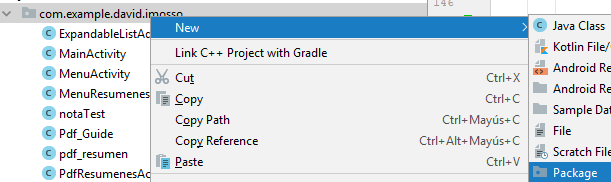 com.example.david.imosso
146
ExpandableListAd
MainActivity
MenuActivity
MenuResumenes
notaTest
Pdf_Guide
pdf_resumen
PdfResumenesAc
New
Link C++ Project with Gradle
Cut Ctrl+X
Copy Ctrl+C
Copy Path Ctrl+Mayús+C
Copy Reference Ctrl+Alt+Mayús+C
Paste Ctrl+V
Java Class
Kotlin File/
Android Re
Android Re
Sample Dat
File
Scratch File
Package